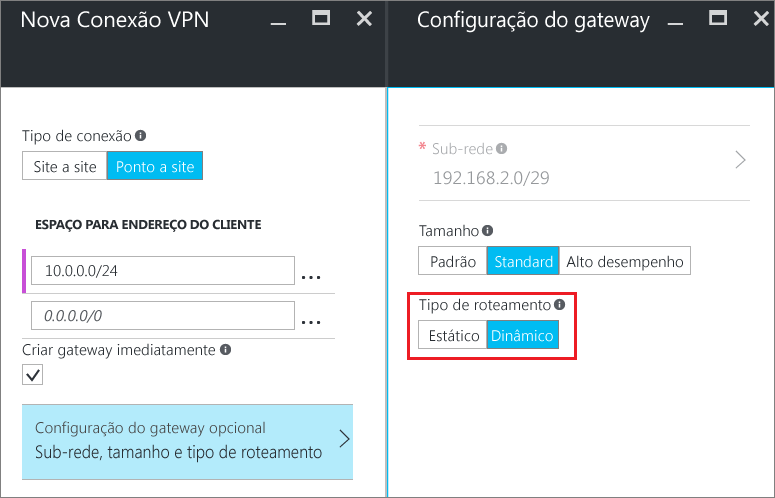 Nova Conexão VPN
Tipo de conexão
Site a site
Ponto a site
ESPAÇO PARA ENDEREÇO DO CLIENTE
10.0.0.0/24
...
0.0.0.0/0
...
Criar gateway imediatamente
Configuração do gateway opcional
Sub-rede, tamanho e tipo de roteamento
Configuração do gateway
* Sub-rede
192.168.2.0/29
Tamanho
Padrão
Standard
Alto desempenho
Tipo de roteamento
Estático
Dinâmico